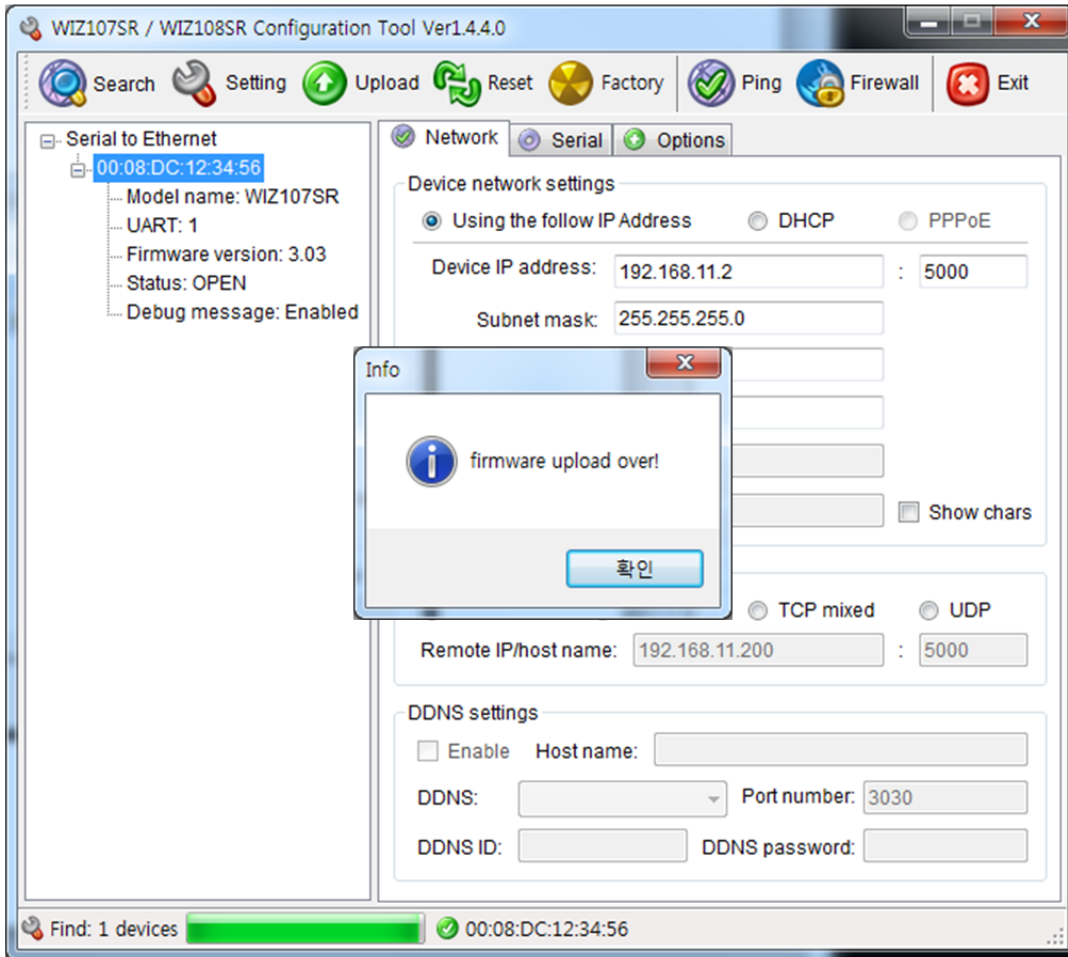 WIZ107SR / WIZ108SR Configuration Tool Ver1.4.4.0
Search Setting Upload Reset Factory Ping Firewall Exit
Serial to Ethernet
00:08:DC:12:34:56
Model name: WIZ107SR
UART: 1
Firmware version: 3.03
Status: OPEN
Debug message: Enabled
Network Serial Options
Device network settings
Using the follow IP Address DHCP PPPoE
Device IP address: 192.168.11.2 : 5000
Subnet mask: 255.255.255.0
Info
firmware upload over!
확인
Show chars
TCP mixed UDP
Remote IP/host name: 192.168.11.200 : 5000
DDNS settings
Enable Host name:
DDNS: Port number: 3030
DDNS ID: DDNS password:
Find: 1 devices 00:08:DC:12:34:56